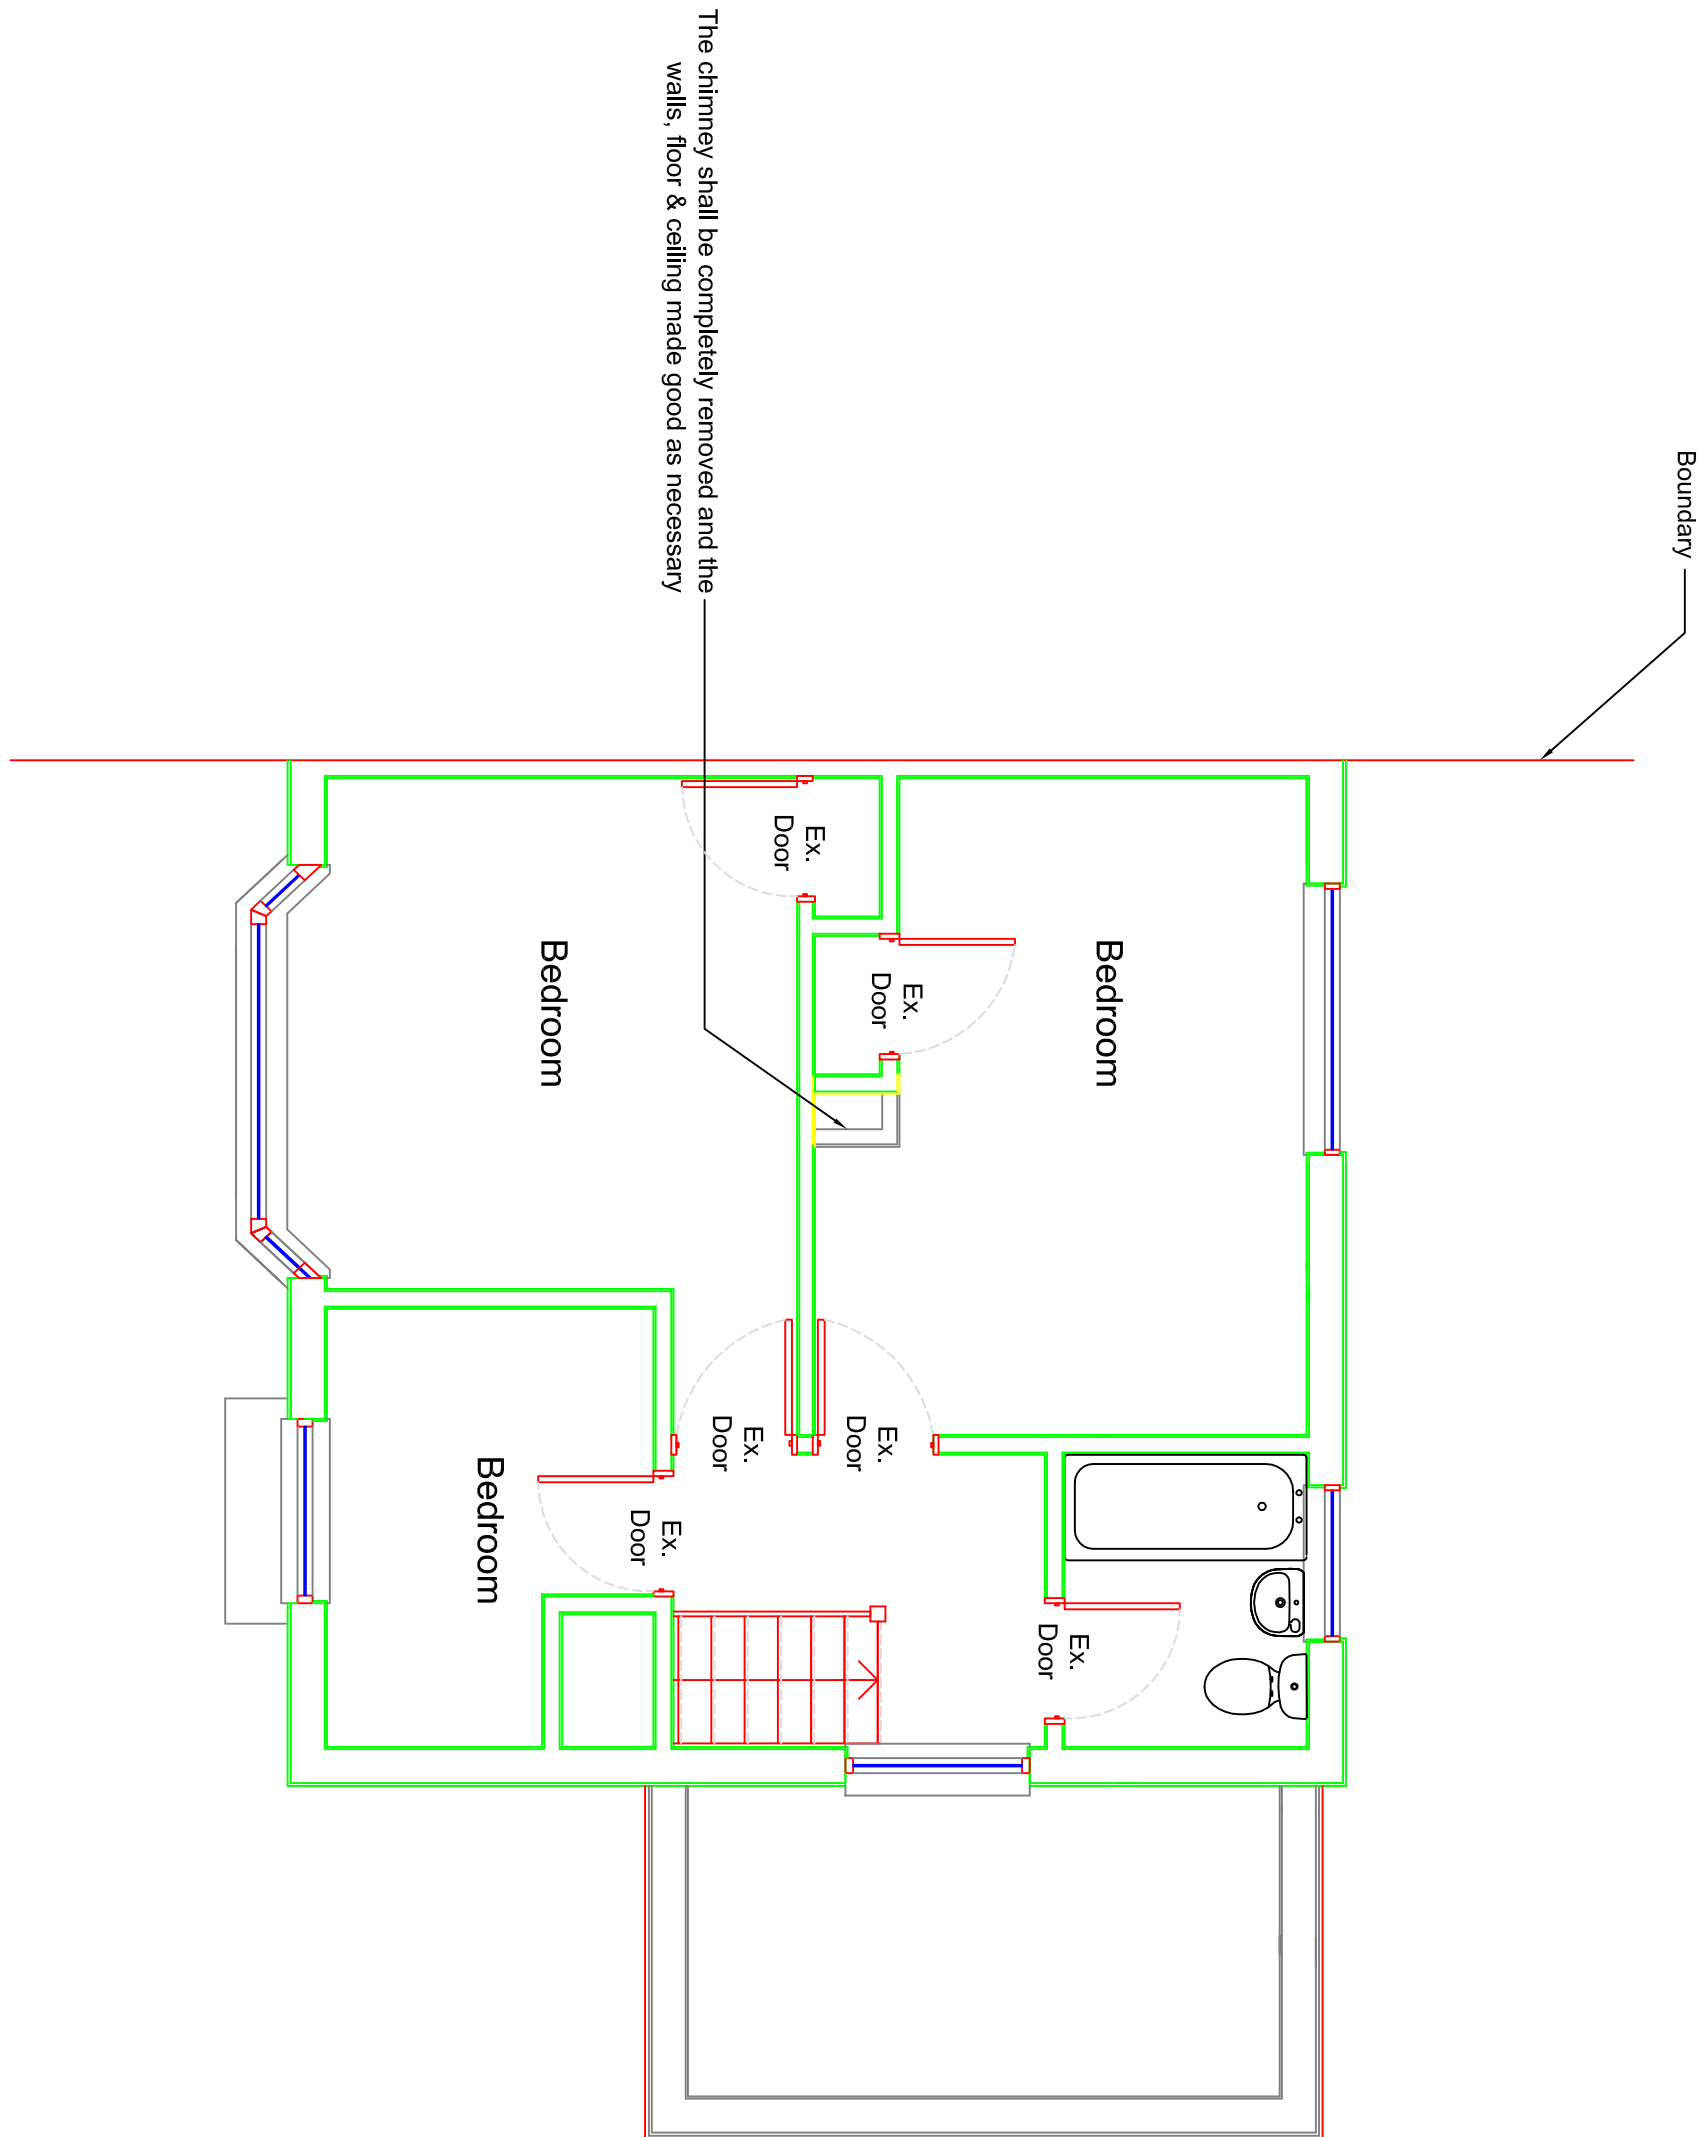 Boundary
The chimney shall be completely removed and the
walls, floor & ceiling made good as necessary
Ex.
Door
Ex.
Door
Bedroom
Bedroom
Ex.
Door
Ex.
Door
Bedroom
Ex.
Door
Ex.
Door